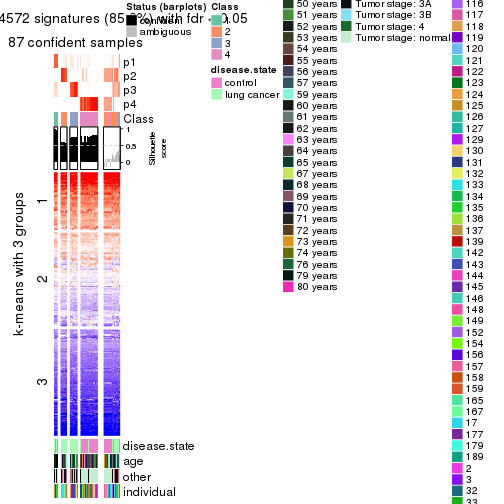 4572 signatures (85.
%) with fdr < 0.05
87 confident samples
p1
p2
p3
p4
Class
1
0.5
0
Silhouette
score
k-means with 3 groups
1
2
3
disease.state
age
other
individual
Status (barplots)
confident
ambiguous
Class
1
2
3
4
disease.state
control
lung cancer
50 years
51 years
52 years
53 years
54 years
55 years
56 years
57 years
59 years
60 years
61 years
62 years
63 years
64 years
65 years
67 years
68 years
69 years
70 years
71 years
72 years
73 years
74 years
76 years
79 years
80 years
Tumor stage: 3A
Tumor stage: 3B
Tumor stage: 4
Tumor stage: normal
116
117
118
119
120
121
122
123
124
125
126
127
129
130
131
132
133
134
135
136
137
139
142
143
144
145
146
148
149
152
154
156
157
158
159
165
167
17
177
179
189
2
3
32
33